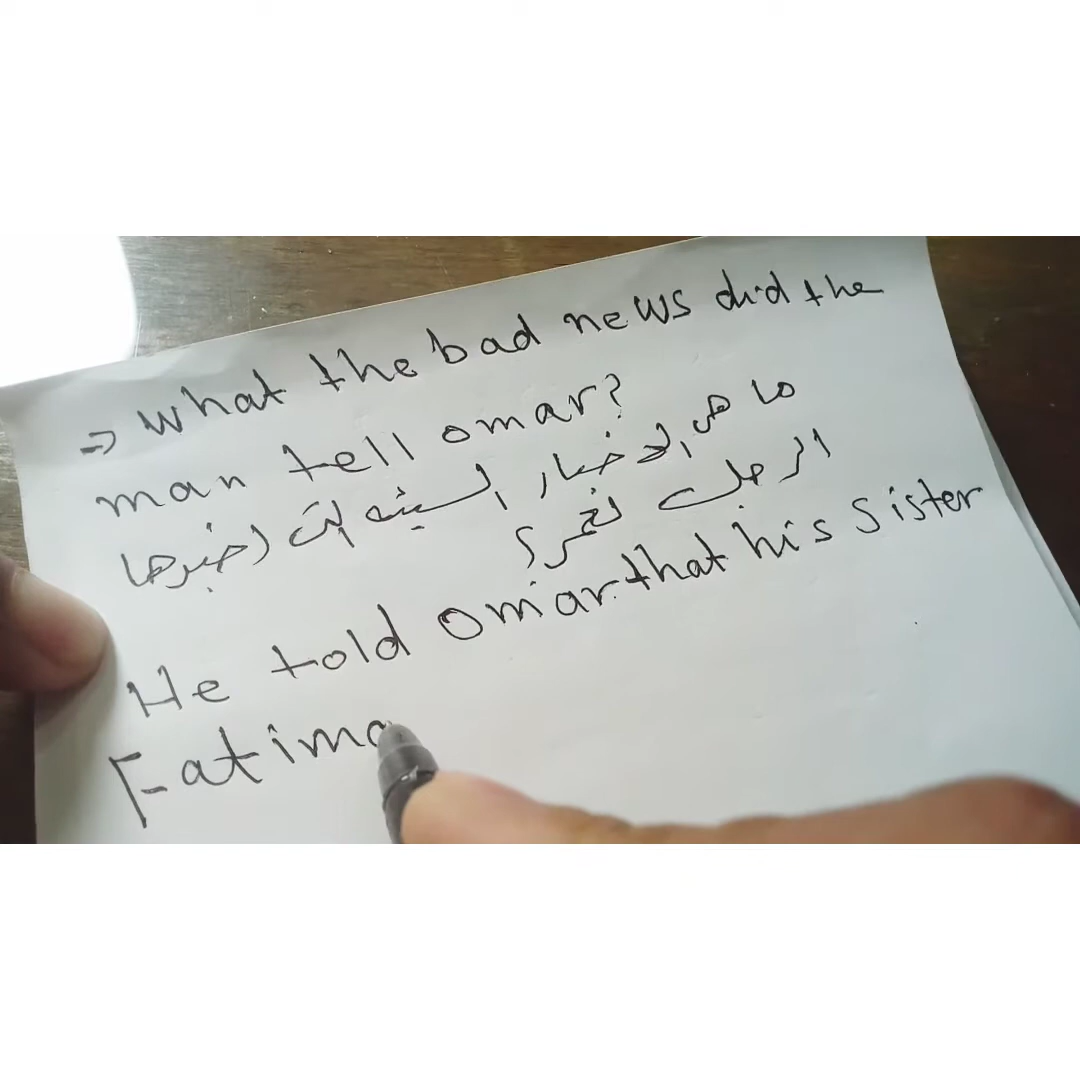 → What the bad news did the
man tell omar?
ما هي الاخبار السيئه التي اخبرها
الرجل لعمر؟
He told Omar that his sister
Fatima